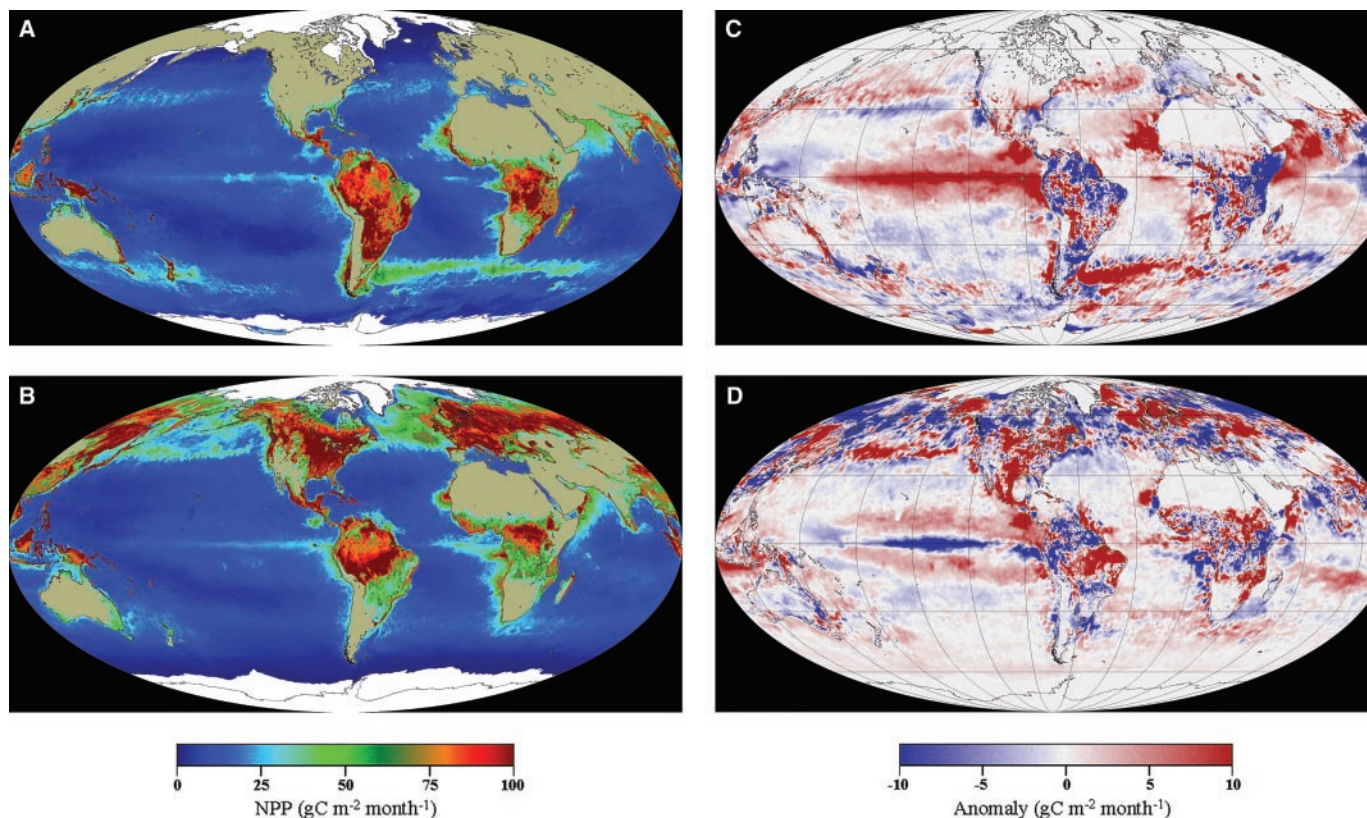 A
C
B
D
0 25 50 75 100
NPP (gC m⁻² month⁻¹)
-10 -5 0 5 10
Anomaly (gC m⁻² month⁻¹)